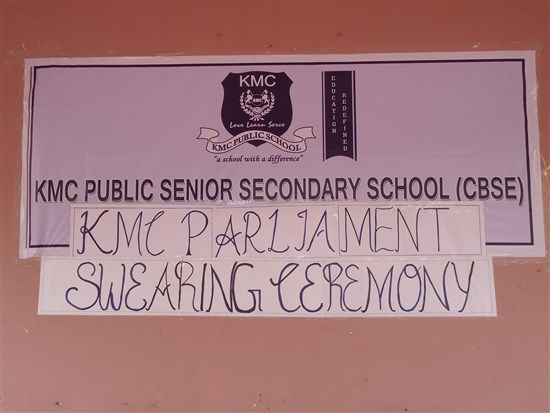 KMC
KMC
Love Learn Serve
KMC PUBLIC SCHOOL
"a school with a difference"
EDUCATION
REDEFINED
KMC PUBLIC SENIOR SECONDARY SCHOOL (CBSE)
KMC PARLIAMENT
SWEARING CEREMONY